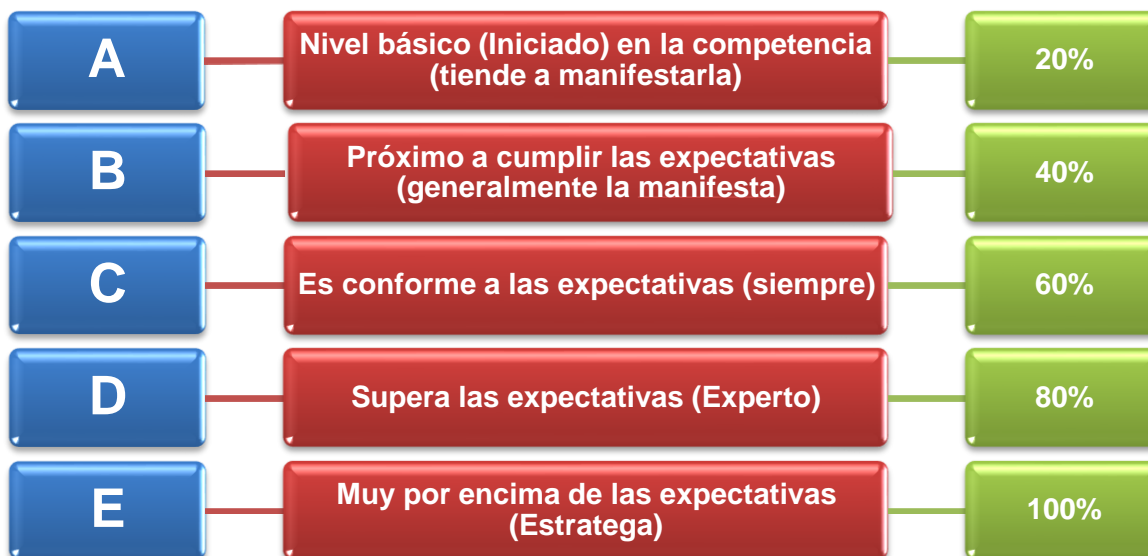 A
Nivel básico (Iniciado) en la competencia
(tiende a manifestarla)
20%
B
Próximo a cumplir las expectativas
(generalmente la manifesta)
40%
C
Es conforme a las expectativas (siempre)
60%
D
Supera las expectativas (Experto)
80%
E
Muy por encima de las expectativas
(Estratega)
100%